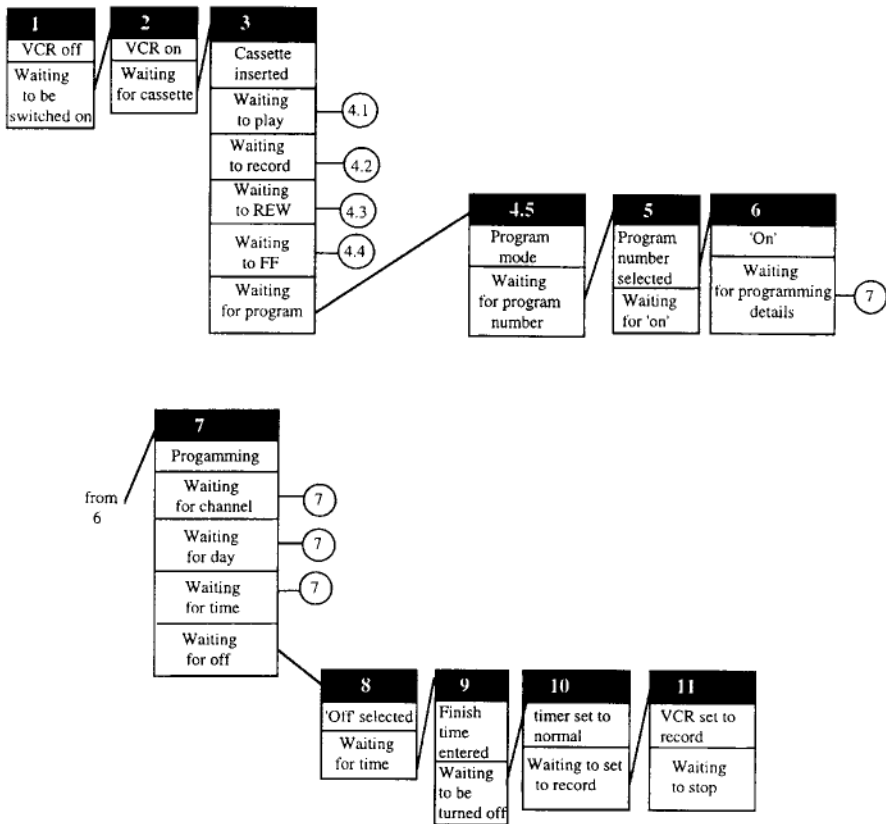 1
VCR off
Waiting
to be
switched on
2
VCR on
Waiting
for cassette
3
Cassette
inserted
Waiting
to play
4.1
Waiting
to record
4.2
Waiting
to REW
4.3
Waiting
to FF
4.4
Waiting
for program
4.5
Program
mode
Waiting
for program
number
5
Program
number
selected
Waiting
for 'on'
6
'On'
Waiting
for programming
details
7
from
6
7
Progamming
Waiting
for channel
7
Waiting
for day
7
Waiting
for time
7
Waiting
for off
8
'Off' selected
Waiting
for time
9
Finish
time
entered
Waiting
to be
turned off
10
timer set to
normal
Waiting to set
to record
11
VCR set to
record
Waiting
to stop